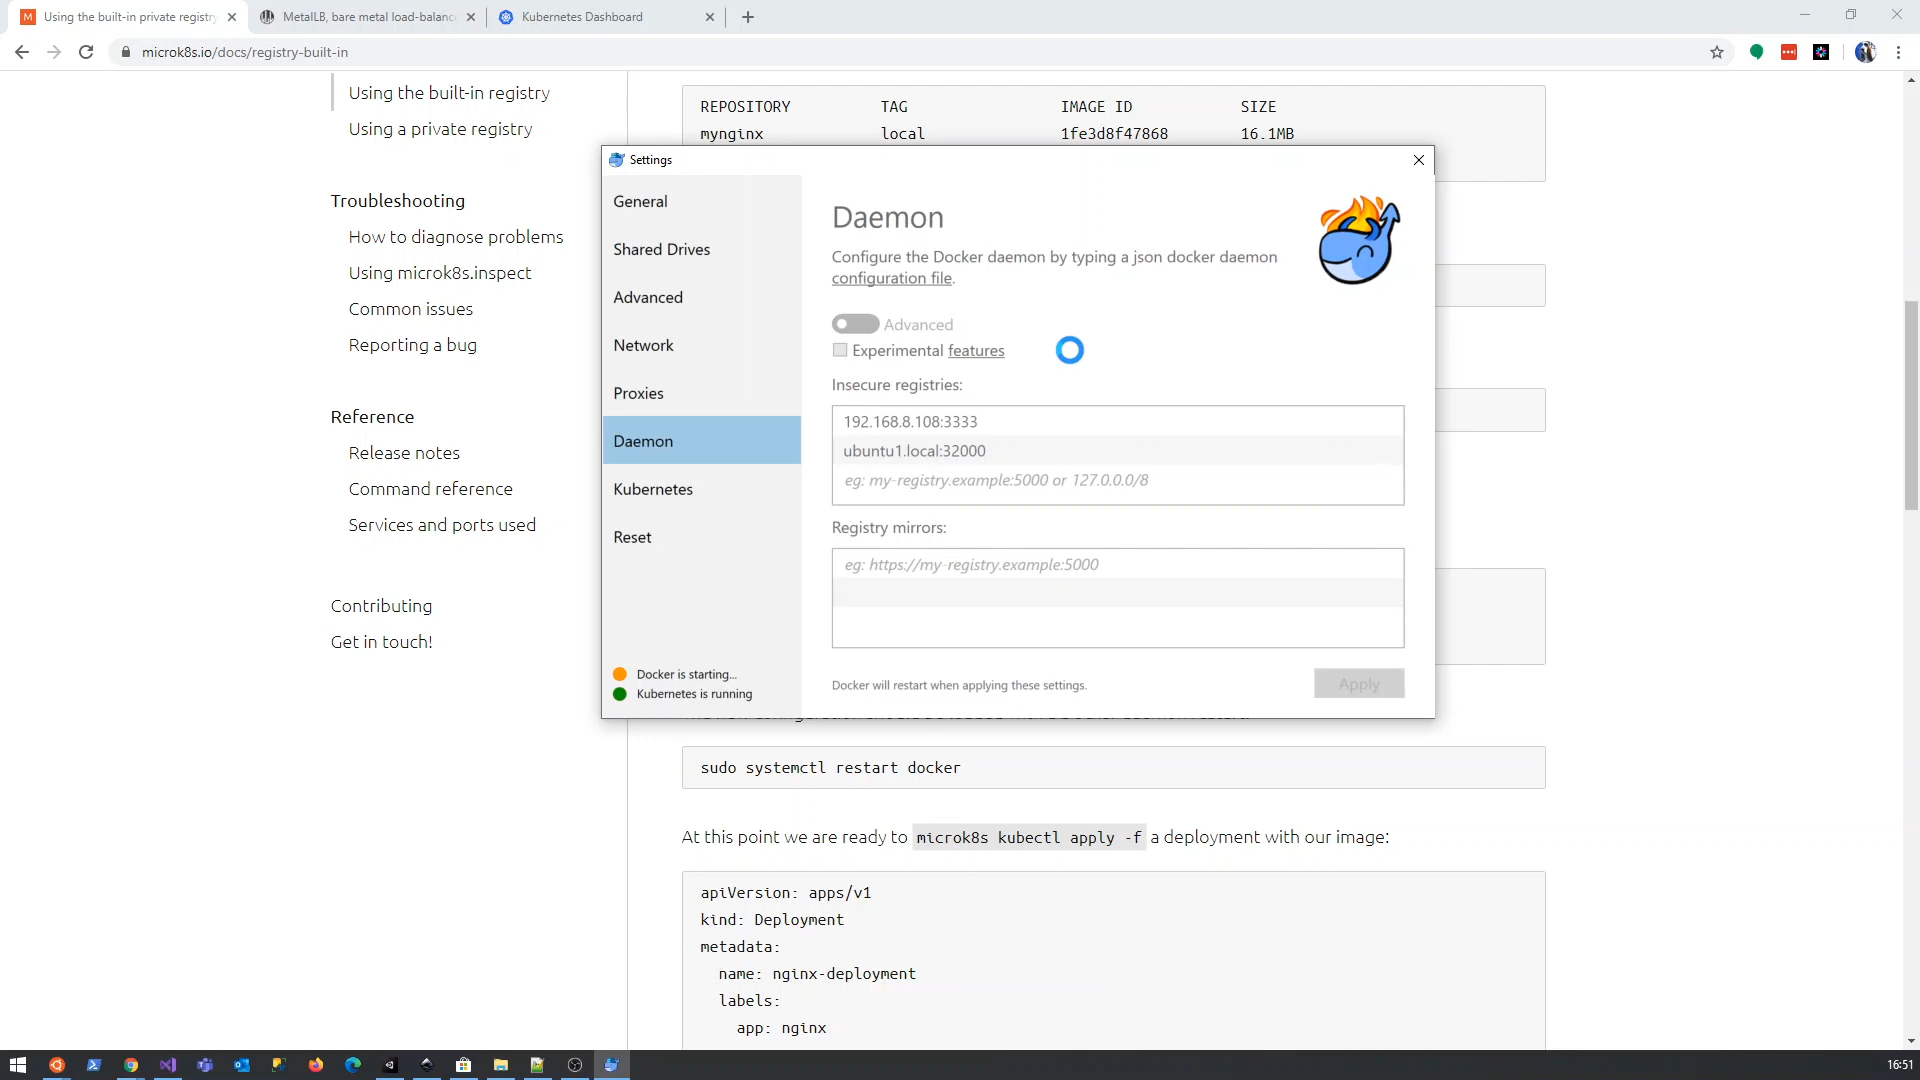 Using the built-in private registry
MetalLB, bare metal load-balance
Kubernetes Dashboard
microk8s.io/docs/registry-built-in
Using the built-in registry
Using a private registry
Troubleshooting
How to diagnose problems
Using microk8s.inspect
Common issues
Reporting a bug
Reference
Release notes
Command reference
Services and ports used
Contributing
Get in touch!
REPOSITORY TAG IMAGE ID SIZE
mynginx local 1fe3d8f47868 16.1MB
Settings
General
Shared Drives
Advanced
Network
Proxies
Daemon
Kubernetes
Reset
Docker is starting...
Kubernetes is running
Daemon
Configure the Docker daemon by typing a json docker daemon
configuration file.
Advanced
Experimental features
Insecure registries:
192.168.8.108:3333
ubuntu1.local:32000
eg: my-registry.example:5000 or 127.0.0.0/8
Registry mirrors:
eg: https://my-registry.example:5000
Docker will restart when applying these settings.
Apply
sudo systemctl restart docker
At this point we are ready to microk8s kubectl apply -f a deployment with our image:
apiVersion: apps/v1
kind: Deployment
metadata:
name: nginx-deployment
labels:
app: nginx
16:51